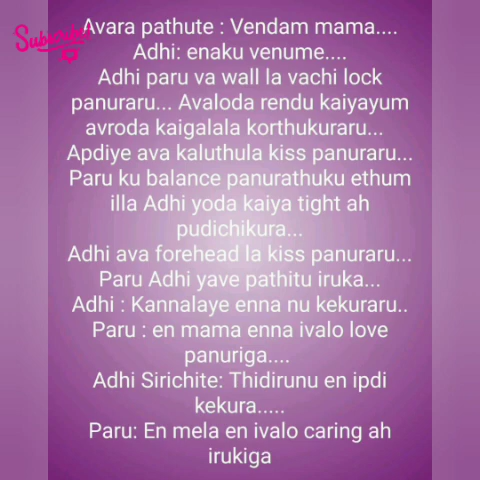 Subscribe
Avara pathute : Vendam mama....
Adhi: enaku venume....
Adhi paru va wall la vachi lock
panuraru... Avaloda rendu kaiyayum
avroda kaigalala korthukuraru...
Apdiye ava kaluthula kiss panuraru...
Paru ku balance panurathuku ethum
illa Adhi yoda kaiya tight ah
pudichikura...
Adhi ava forehead la kiss panuraru...
Paru Adhi yave pathitu iruka...
Adhi : Kannalaye enna nu kekuraru..
Paru : en mama enna ivalo love
panuriga....
Adhi Sirichite: Thidirunu en ipdi
kekura.....
Paru: En mela en ivalo caring ah
irukiga